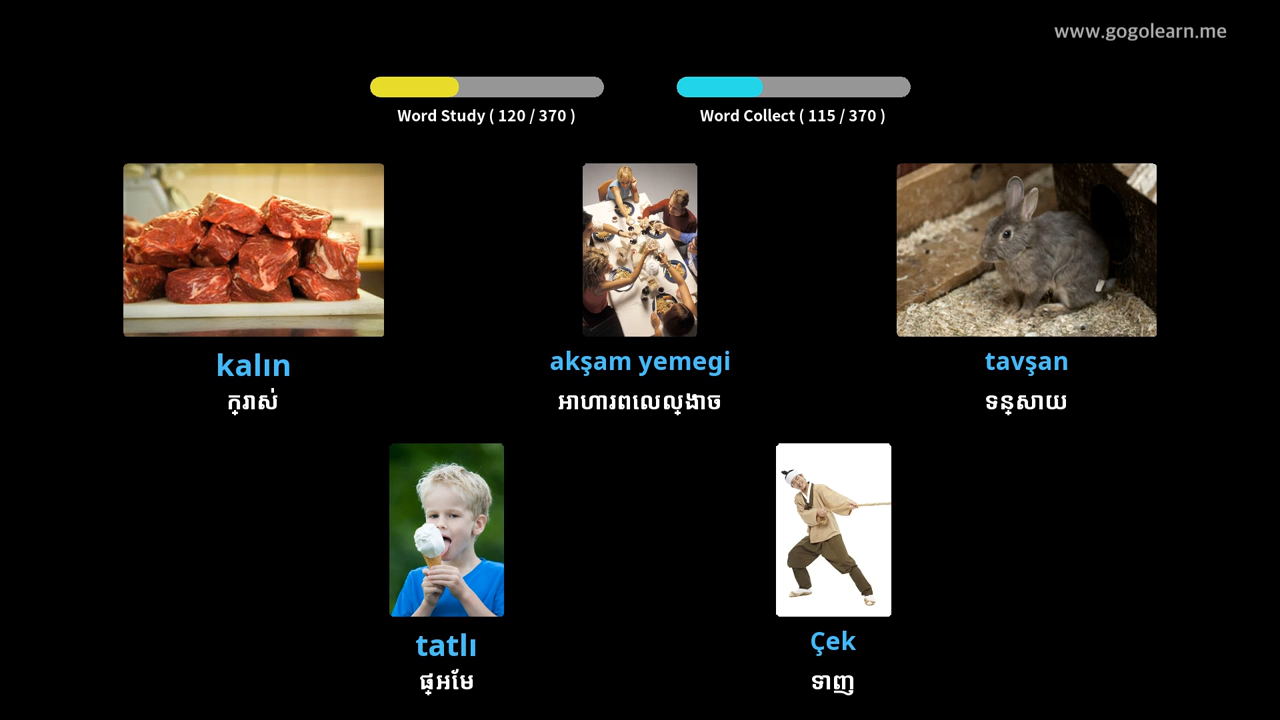 www.gogolearn.me
Word Study ( 120 / 370 )
Word Collect ( 115 / 370 )
kalın
akşam yemegi
tavşan
ក្រាស់
អាហារពេលល្ងាច
ទន្សាយ
tatlı
Çek
ផ្អែម
ទាញ